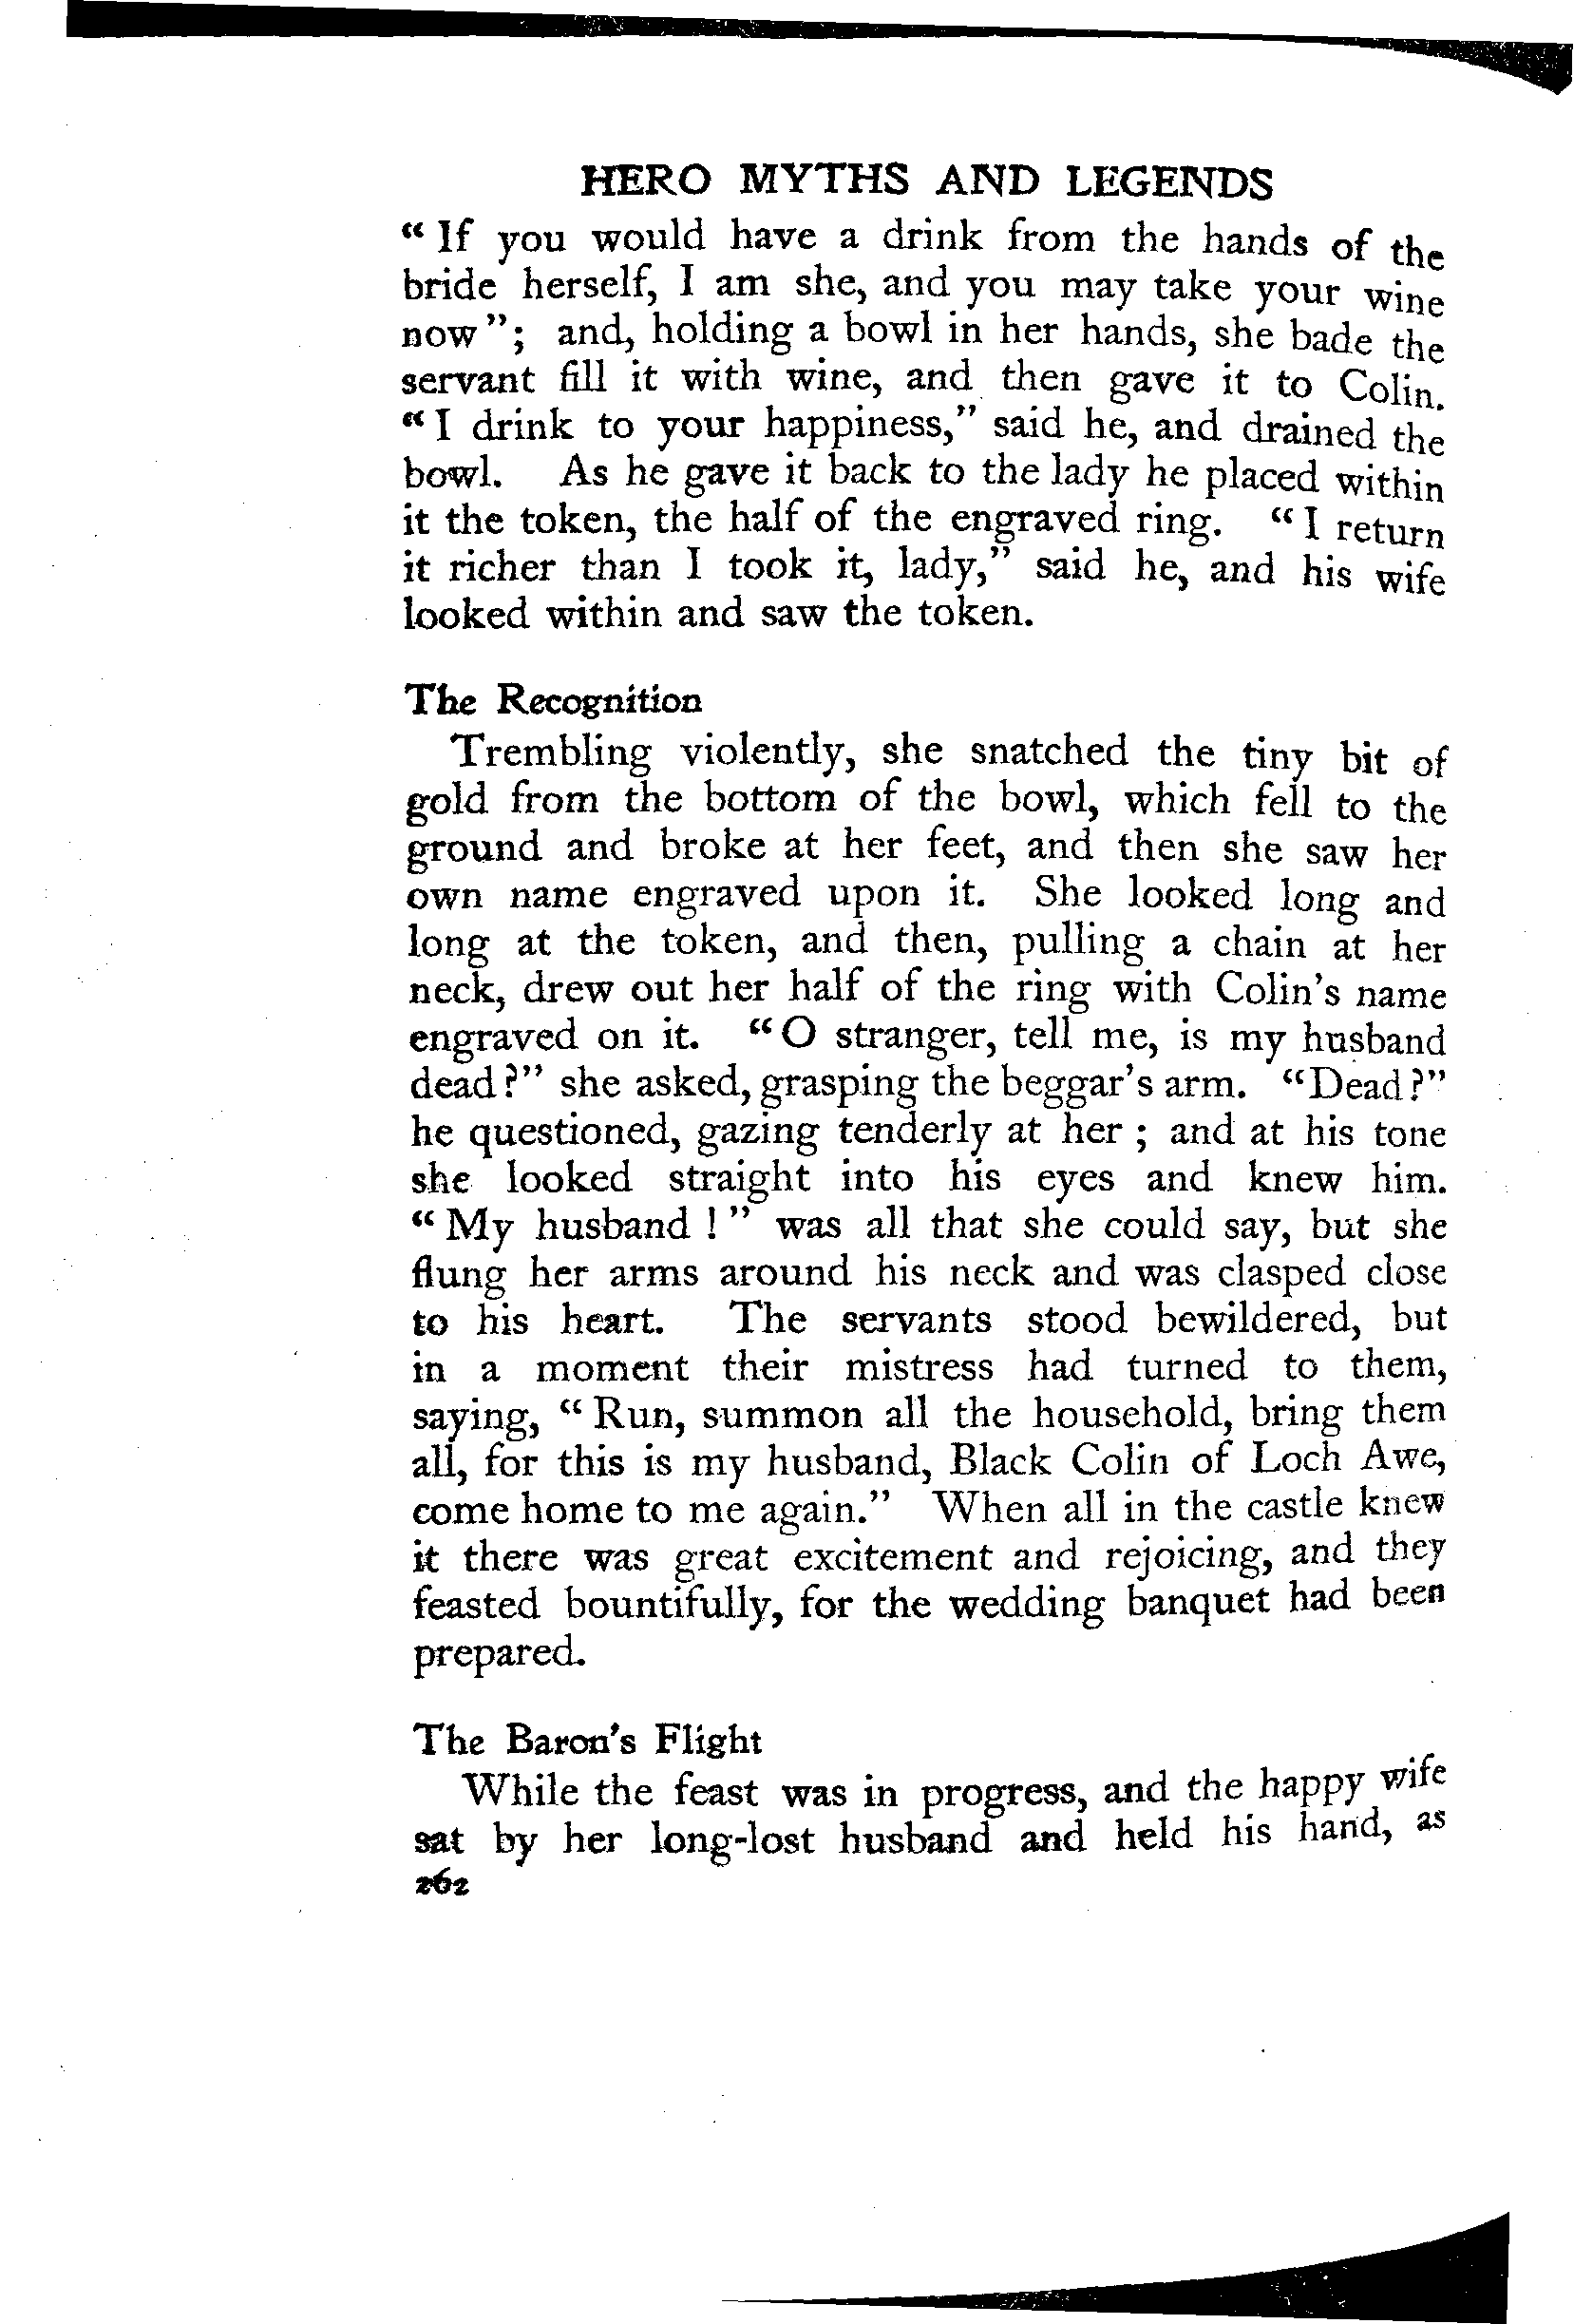 HERO MYTHS AND LEGENDS
“ If you would have a drink from the hands of the
bride herself, I am she, and you may take your wine
now”; and, holding a bowl in her hands, she bade the
servant fill it with wine, and then gave it to Colin.
“ I drink to your happiness,” said he, and drained the
bowl. As he gave it back to the lady he placed within
it the token, the half of the engraved ring. “ I return
it richer than I took it, lady,” said he, and his wife
looked within and saw the token.
The Recognition
Trembling violently, she snatched the tiny bit of
gold from the bottom of the bowl, which fell to the
ground and broke at her feet, and then she saw her
own name engraved upon it. She looked long and
long at the token, and then, pulling a chain at her
neck, drew out her half of the ring with Colin’s name
engraved on it. “ O stranger, tell me, is my husband
dead?” she asked, grasping the beggar’s arm. “Dead?”
he questioned, gazing tenderly at her ; and at his tone
she looked straight into his eyes and knew him.
“ My husband ! ” was all that she could say, but she
flung her arms around his neck and was clasped close
to his heart. The servants stood bewildered, but
in a moment their mistress had turned to them,
saying, “ Run, summon all the household, bring them
all, for this is my husband, Black Colin of Loch Awe,
come home to me again.” When all in the castle knew
it there was great excitement and rejoicing, and they
feasted bountifully, for the wedding banquet had been
prepared.
The Baron’s Flight
While the feast was in progress, and the happy wife
sat by her long-lost husband and held his hand, as
262